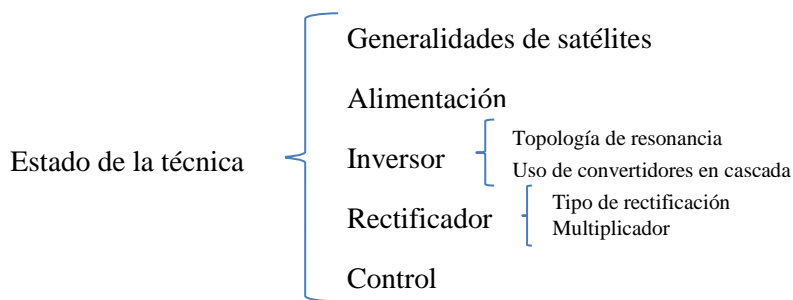 Generalidades de satélites
Alimentación
Estado de la técnica
Inversor
Topología de resonancia
Uso de convertidores en cascada
Rectificador
Tipo de rectificación
Multiplicador
Control